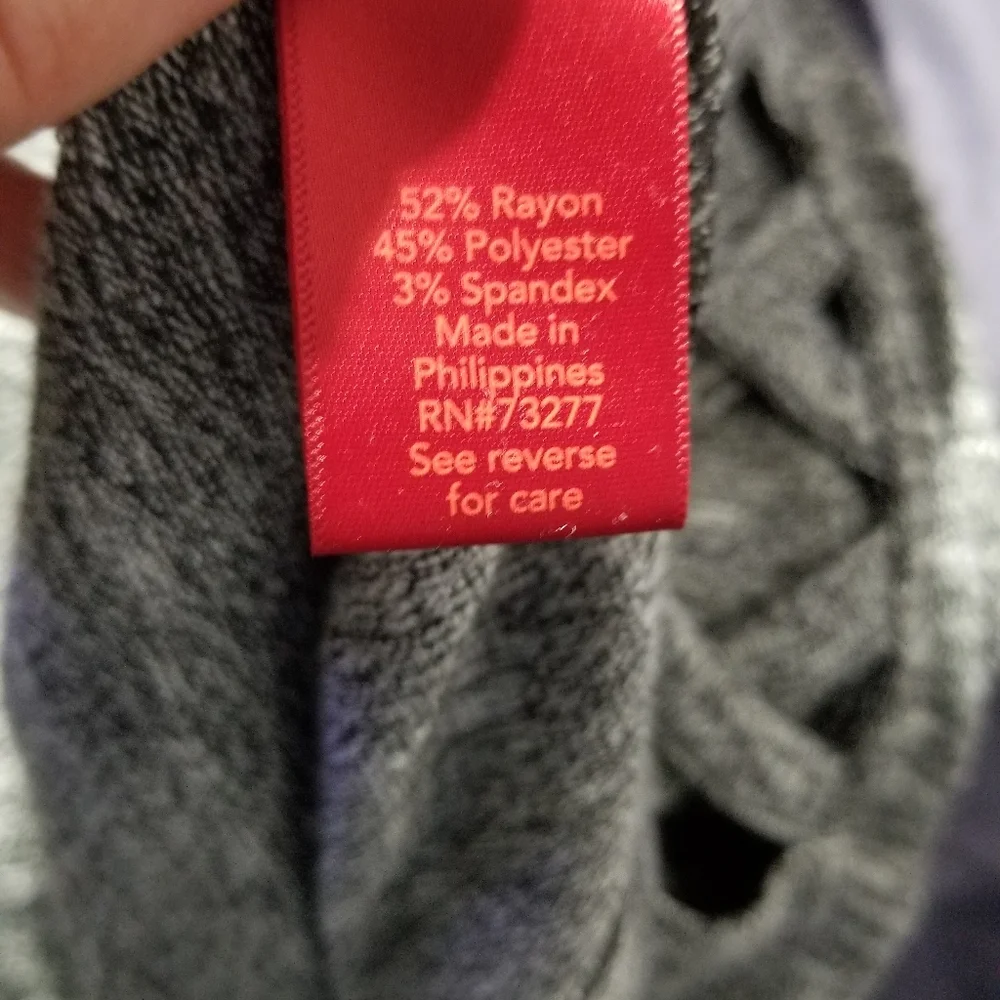 52% Rayon
45% Polyester
3% Spandex
Made in
Philippines
RN#73277
See reverse
for care